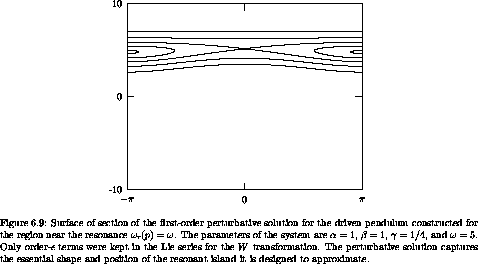 10
0
-10
−π 0 π
Figure 6.9: Surface of section of the first-order perturbative solution for the driven pendulum constructed for
the region near the resonance ωr(p) = ω. The parameters of the system are α = 1, β = 1, γ = 1/4, and ω = 5.
Only order-ε terms were kept in the Lie series for the W transformation. The perturbative solution captures
the essential shape and position of the resonant island it is designed to approximate.